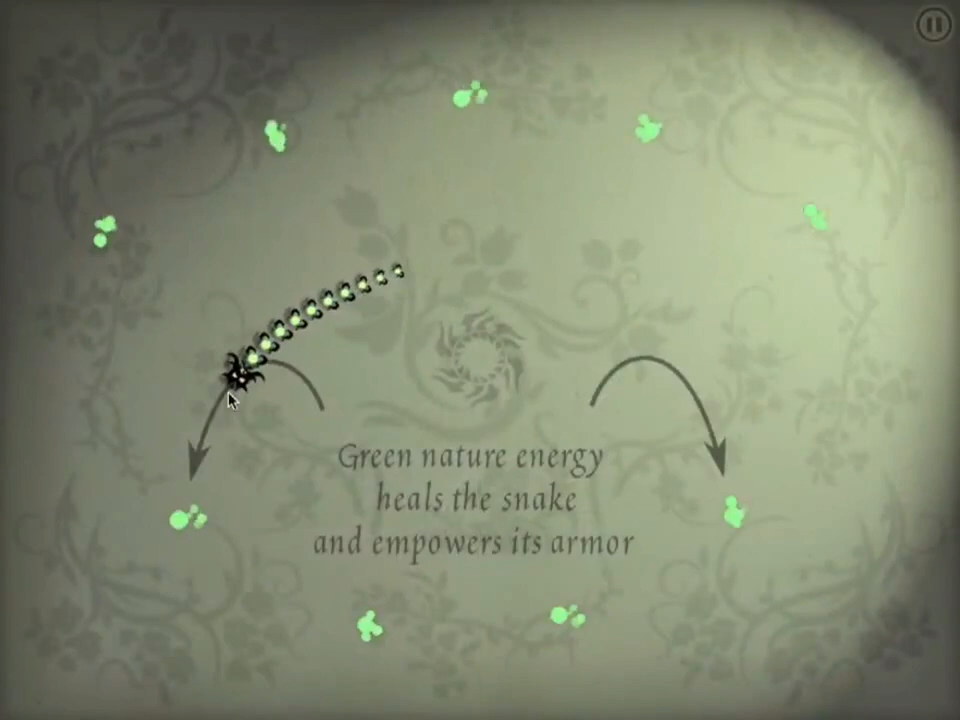 Green nature energy
heals the snake
and empowers its armor